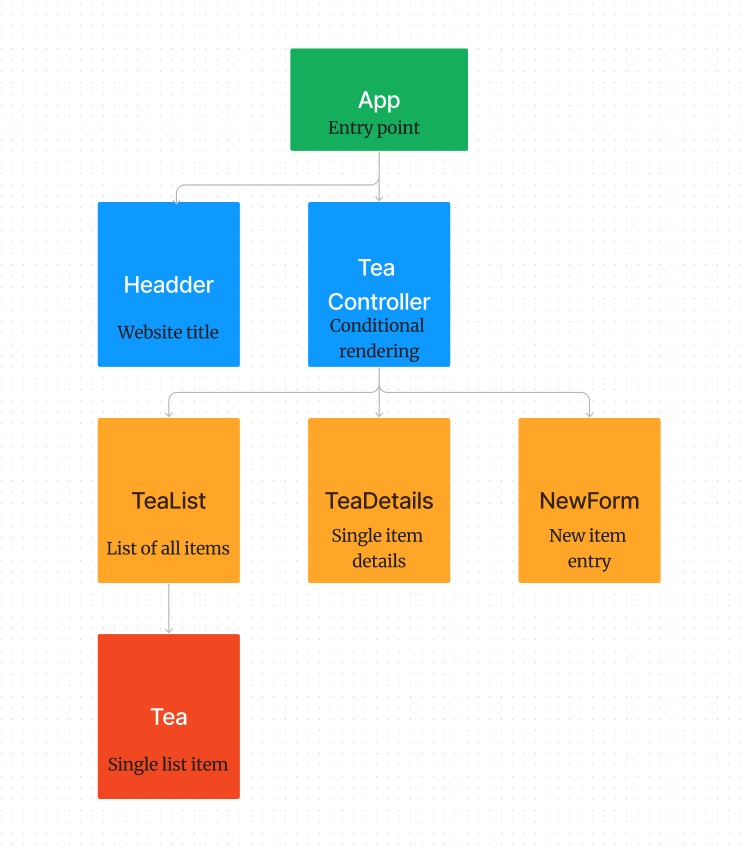 App
Entry point
Headder
Website title
Tea
Controller
Conditional
rendering
TeaList
List of all items
TeaDetails
Single item
details
NewForm
New item
entry
Tea
Single list item